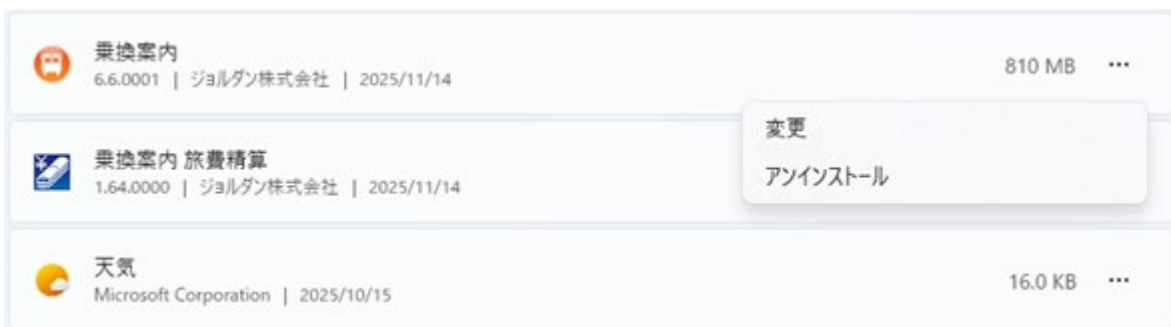 乗換案内
6.6.0001 | ジョルダン株式会社 | 2025/11/14
810 MB
変更
アンインストール
乗換案内 旅費精算
1.64.0000 | ジョルダン株式会社 | 2025/11/14
天気
Microsoft Corporation | 2025/10/15
16.0 KB